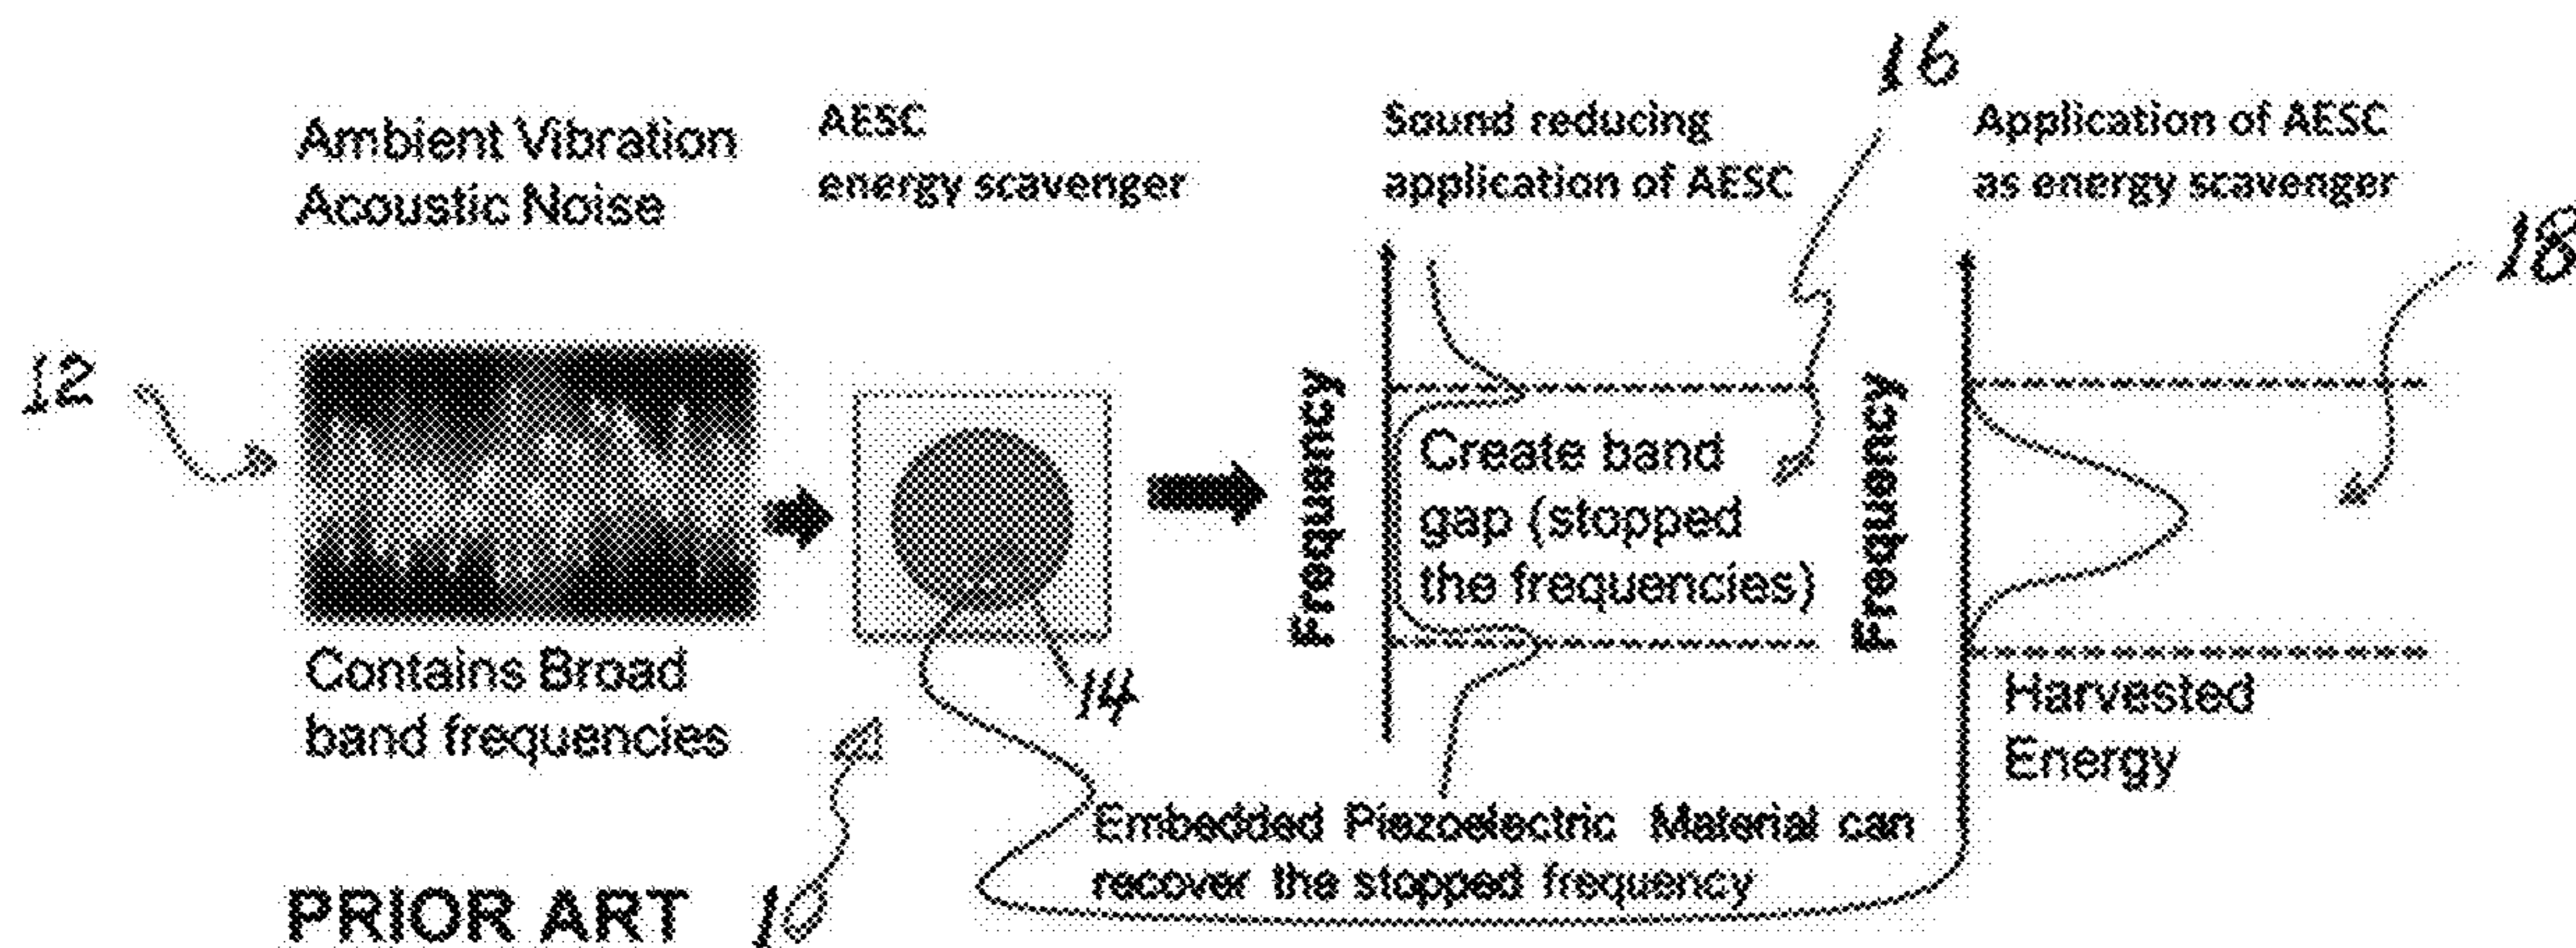 16
Ambient Vibration
Acoustic Noise
AESC
energy scavenger
Sound reducing
application of AESC
Application of AESC
as energy scavenger
18
12
Frequency
Create band
gap (stopped
the frequencies)
Frequency
Contains Broad
band frequencies
14
Harvested
Energy
Embedded Piezoelectric Material can
recover the stopped frequency
PRIOR ART
10